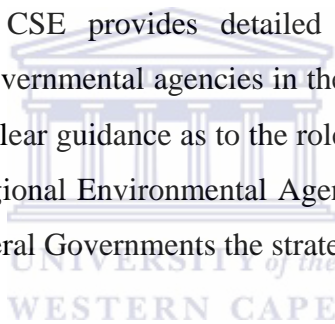 CSE provides detailed
vernmental agencies in the
lear guidance as to the role
gional Environmental Agen
eral Governments the strate
UNIVERSITY of the
WESTERN CAPE